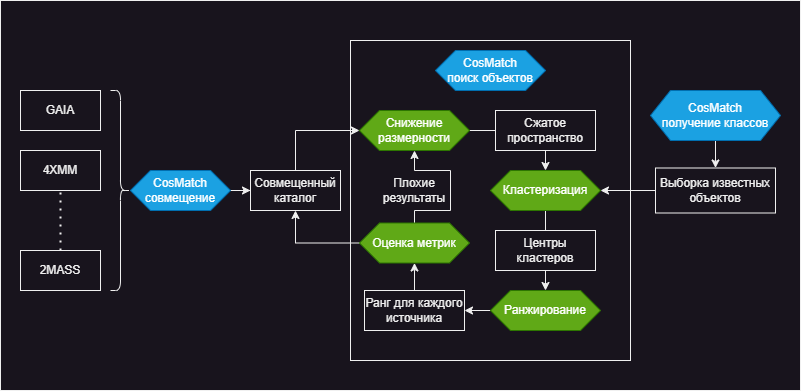 GAIA
4XMM
2MASS
CosMatch
совмещение
Совмещенный
каталог
CosMatch
поиск объектов
Снижение
размерности
Сжатое
пространство
Плохие
результаты
Кластеризация
Оценка метрик
Центры
кластеров
Ранг для каждого
источника
Ранжирование
CosMatch
получение классов
Выборка известных
объектов